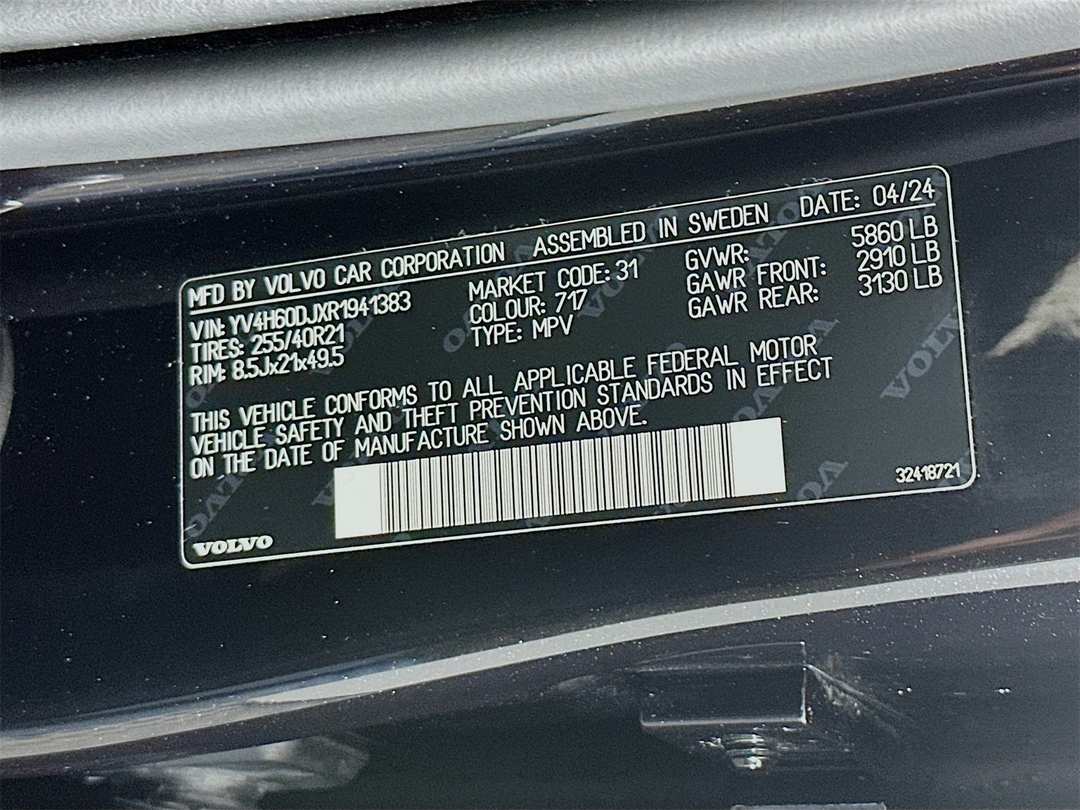 MFD BY VOLVO CAR CORPORATION ASSEMBLED IN SWEDEN DATE: 04/24
VIN: YV4H60DJXR1941383 MARKET CODE: 31 GVWR: 5860 LB
TIRES: 255/40R21 COLOUR: 717 GAWR FRONT: 2910 LB
RIM: 8.5Jx21x49.5 TYPE: MPV GAWR REAR: 3130 LB
THIS VEHICLE CONFORMS TO ALL APPLICABLE FEDERAL MOTOR
VEHICLE SAFETY AND THEFT PREVENTION STANDARDS IN EFFECT
ON THE DATE OF MANUFACTURE SHOWN ABOVE.
32418721
VOLVO